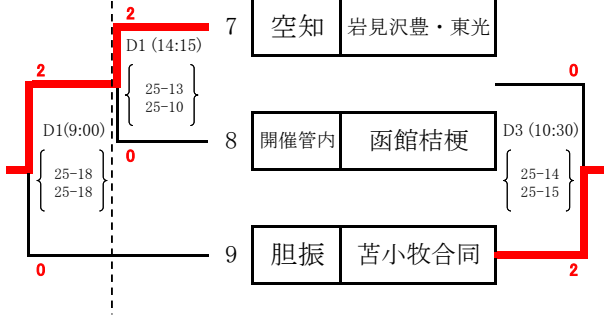 2
7 空知 岩見沢豊・東光
D1 (14:15)
25-13
25-10
2
0
D1(9:00)
8 開催管内 函館桔梗
D3 (10:30)
0
25-18
25-18
25-14
25-15
9 胆振 苫小牧合同
0
2